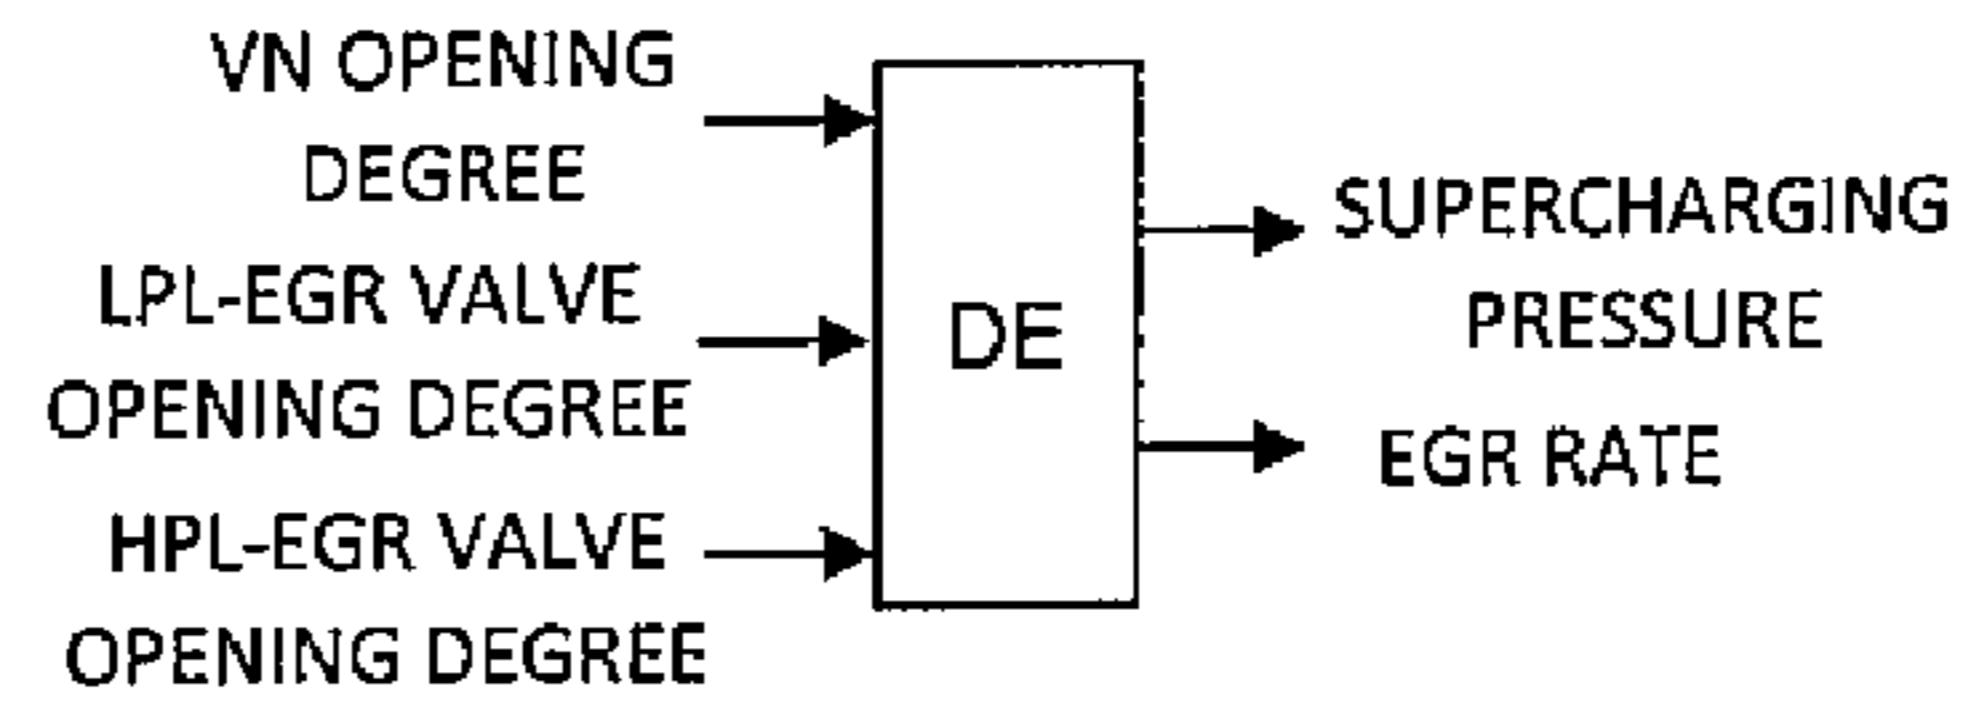 VN OPENING
DEGREE
LPL-EGR VALVE
OPENING DEGREE
HPL-EGR VALVE
OPENING DEGREE
DE
SUPERCHARGING
PRESSURE
EGR RATE